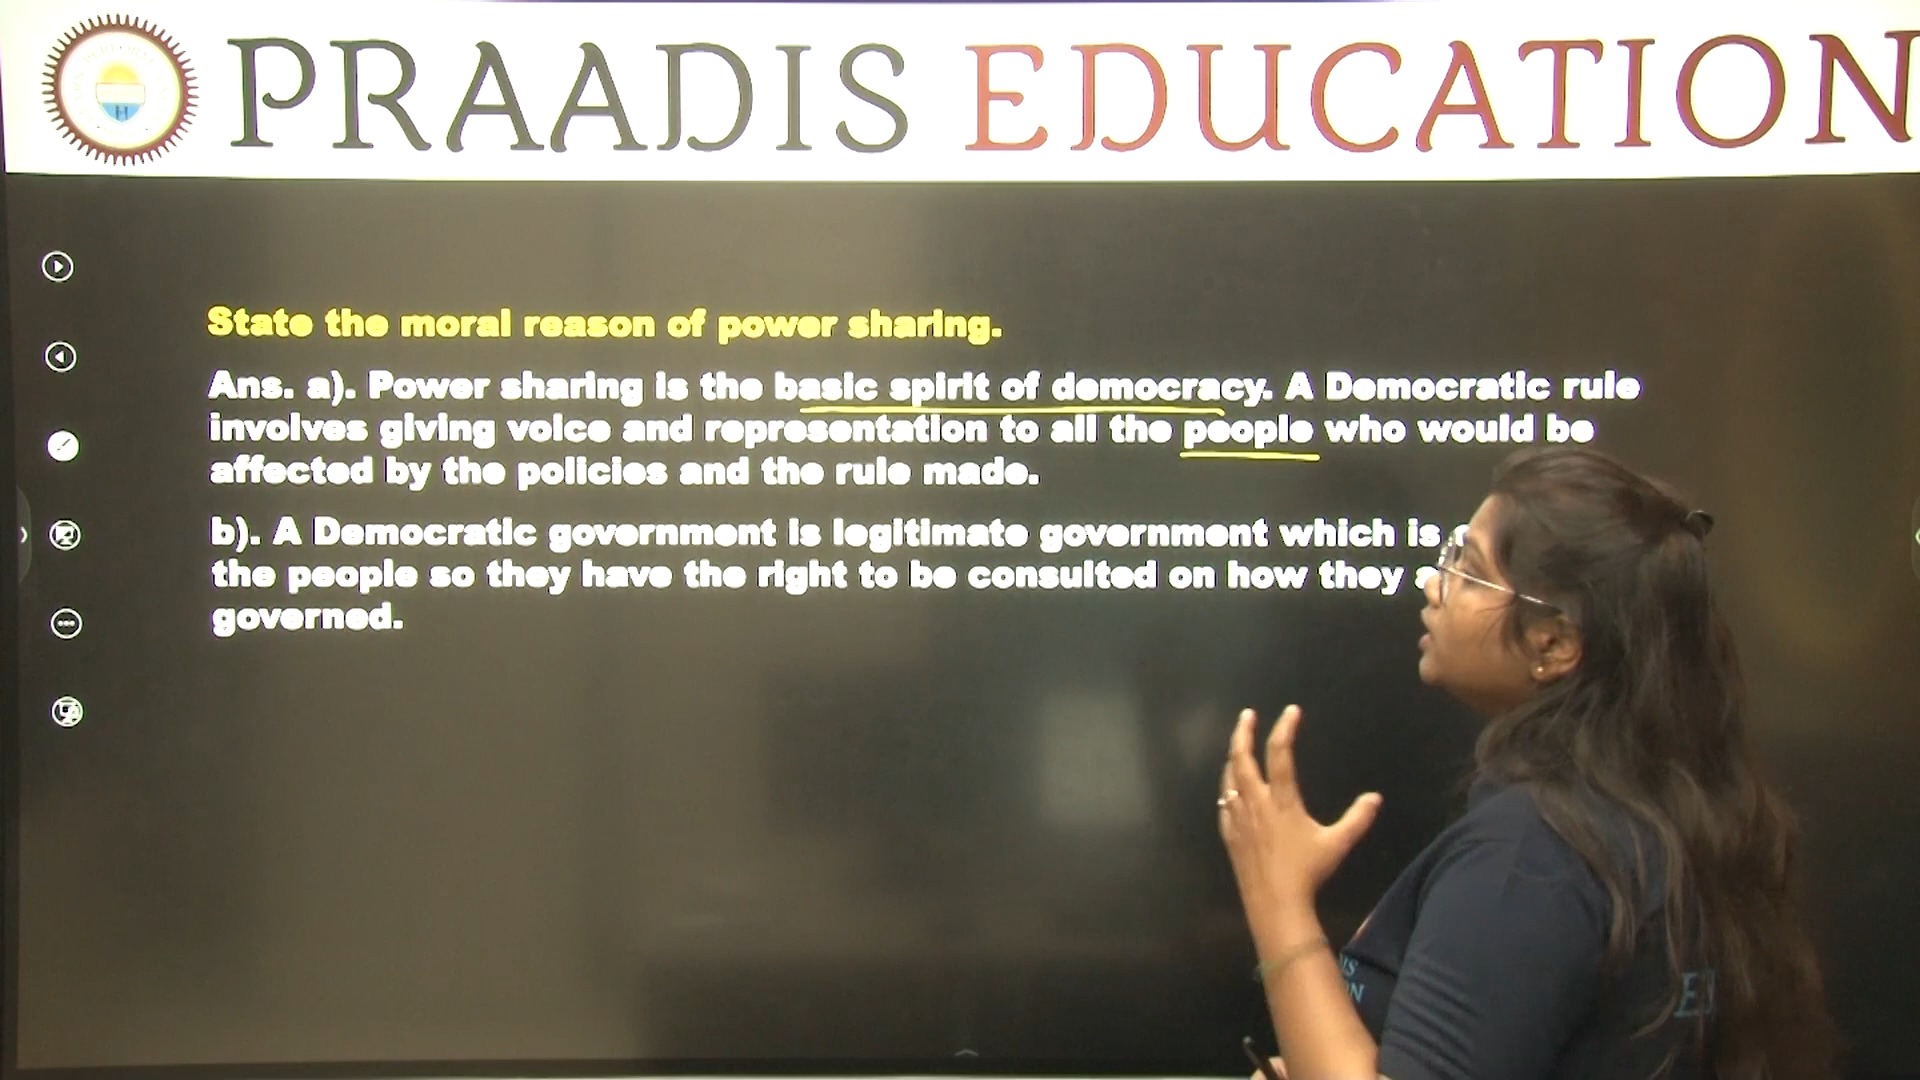 PRAADIS EDUCATION
State the moral reason of power sharing.
Ans. a). Power sharing is the basic spirit of democracy. A Democratic rule
involves giving voice and representation to all the people who would be
affected by the policies and the rule made.
b). A Democratic government is legitimate government which is
the people so they have the right to be consulted on how they
governed.